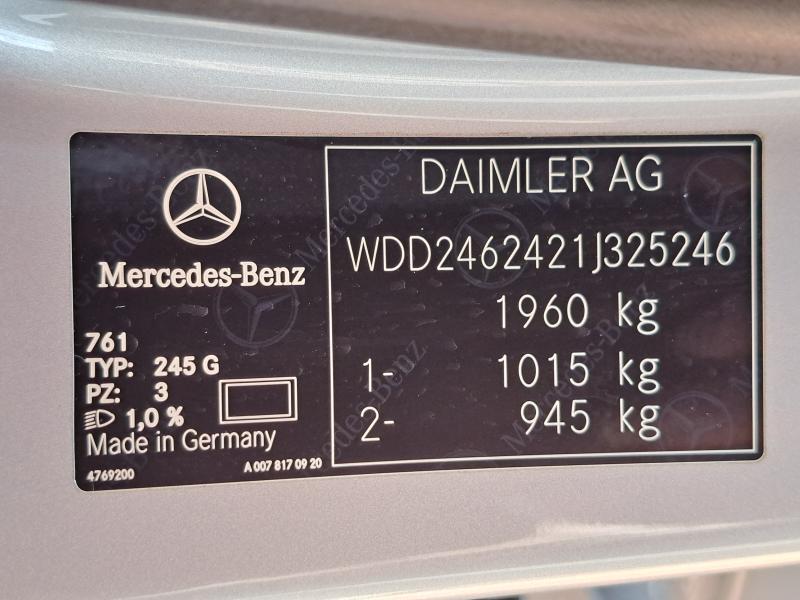 Mercedes-Benz
761
TYP: 245 G
PZ: 3
1,0 %
Made in Germany
4769200
A 007 817 09 20
DAIMLER AG
WDD2462421J325246
1960 kg
1- 1015 kg
2- 945 kg